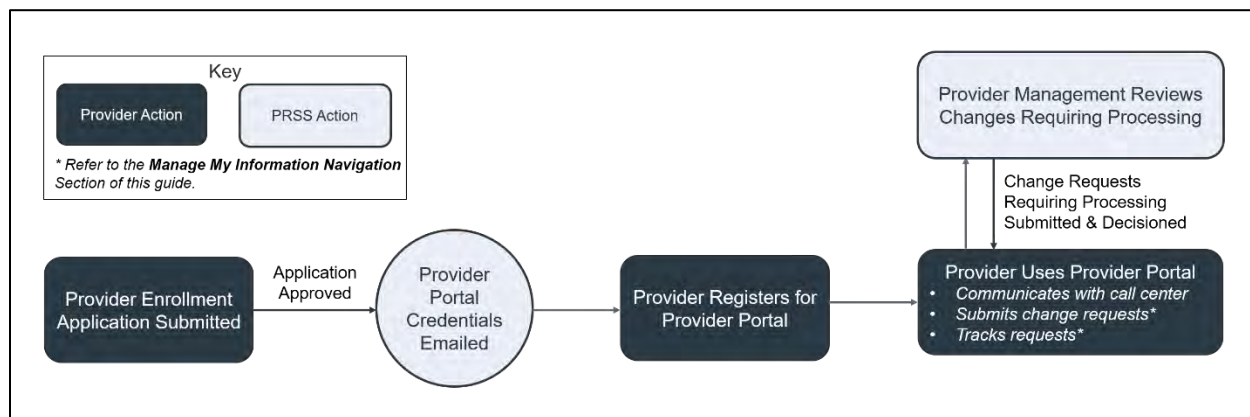 Key
Provider Action
PRSS Action
* Refer to the Manage My Information Navigation
Section of this guide.
Provider Enrollment
Application Submitted
Application
Approved
Provider
Portal
Credentials
Emailed
Provider Registers for
Provider Portal
Provider Management Reviews
Changes Requiring Processing
Change Requests
Requiring Processing
Submitted & Decisioned
Provider Uses Provider Portal
• Communicates with call center
• Submits change requests*
• Tracks requests*